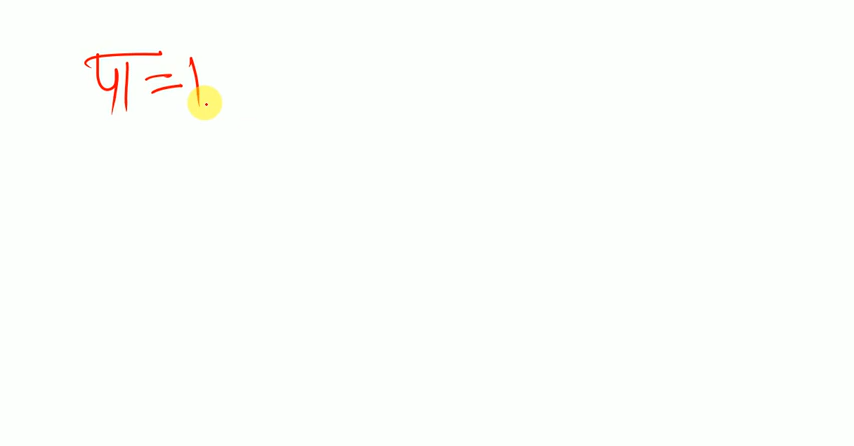 पा = 1.